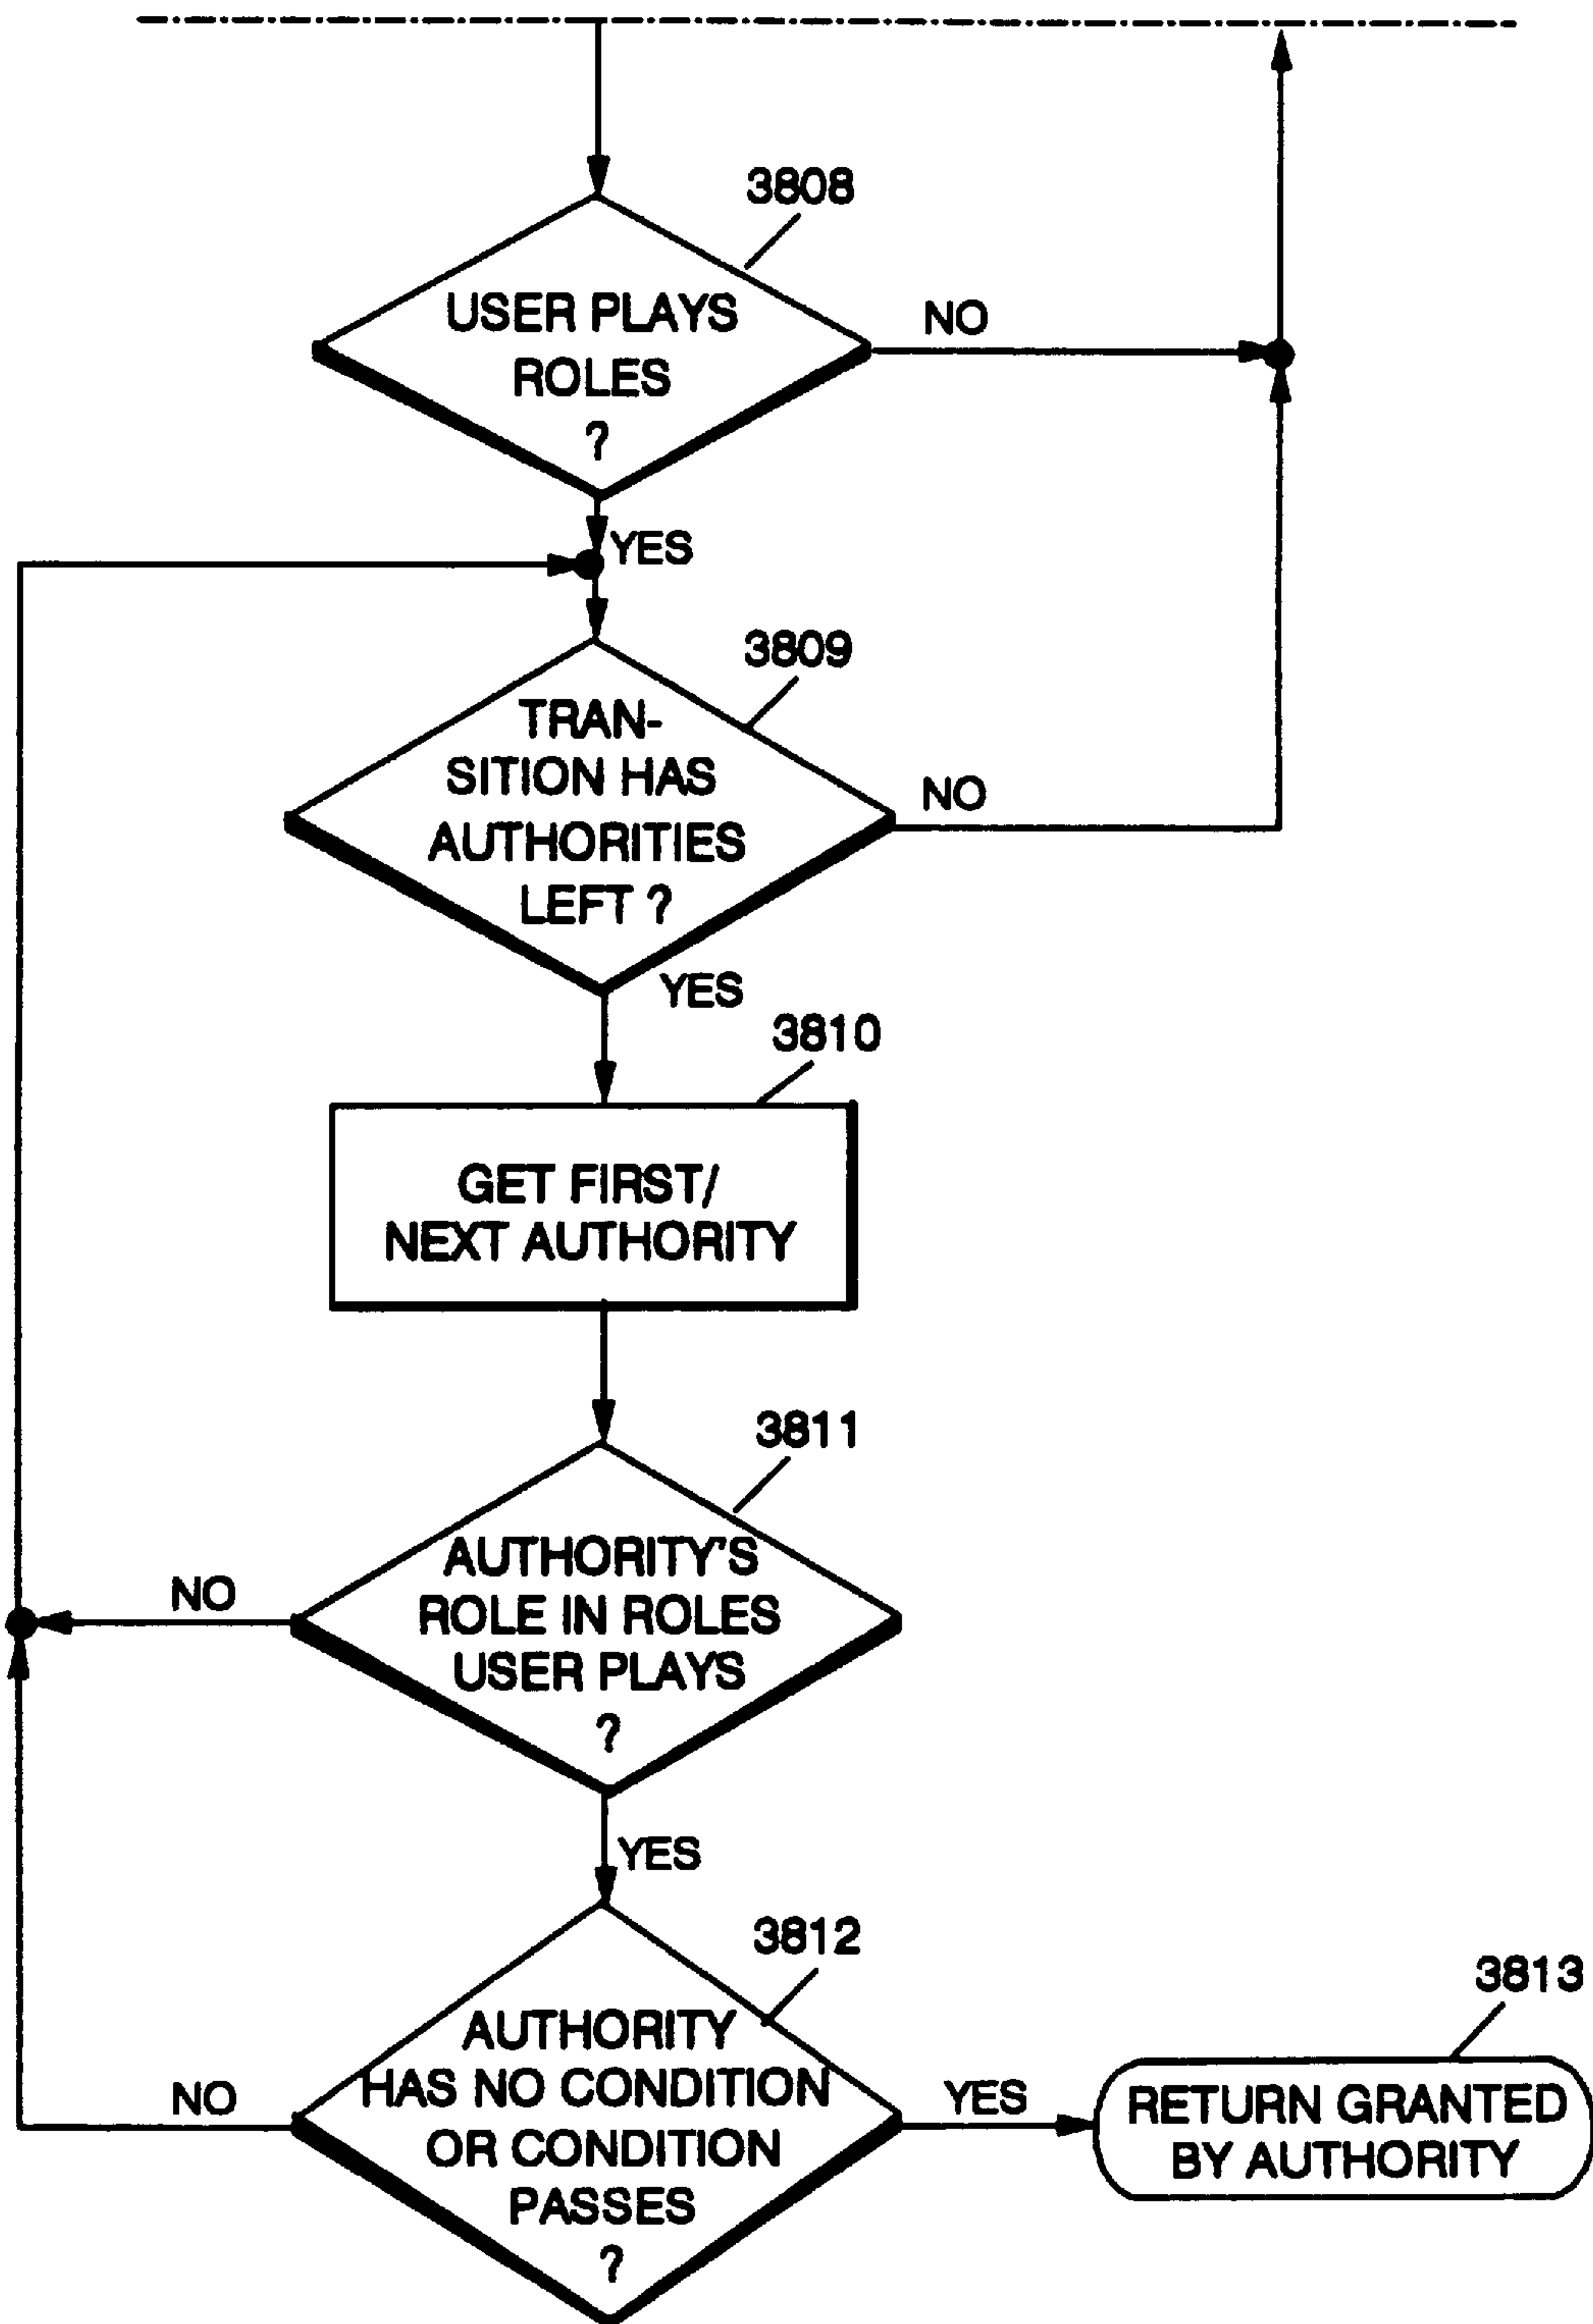 3808
USER PLAYS
ROLES
?
NO
YES
3809
TRAN-
SITION HAS
AUTHORITIES
LEFT ?
NO
YES
3810
GET FIRST/
NEXT AUTHORITY
3811
AUTHORITY'S
ROLE IN ROLES
USER PLAYS
?
NO
YES
3812
AUTHORITY
HAS NO CONDITION
OR CONDITION
PASSES
?
NO
YES
3813
RETURN GRANTED
BY AUTHORITY